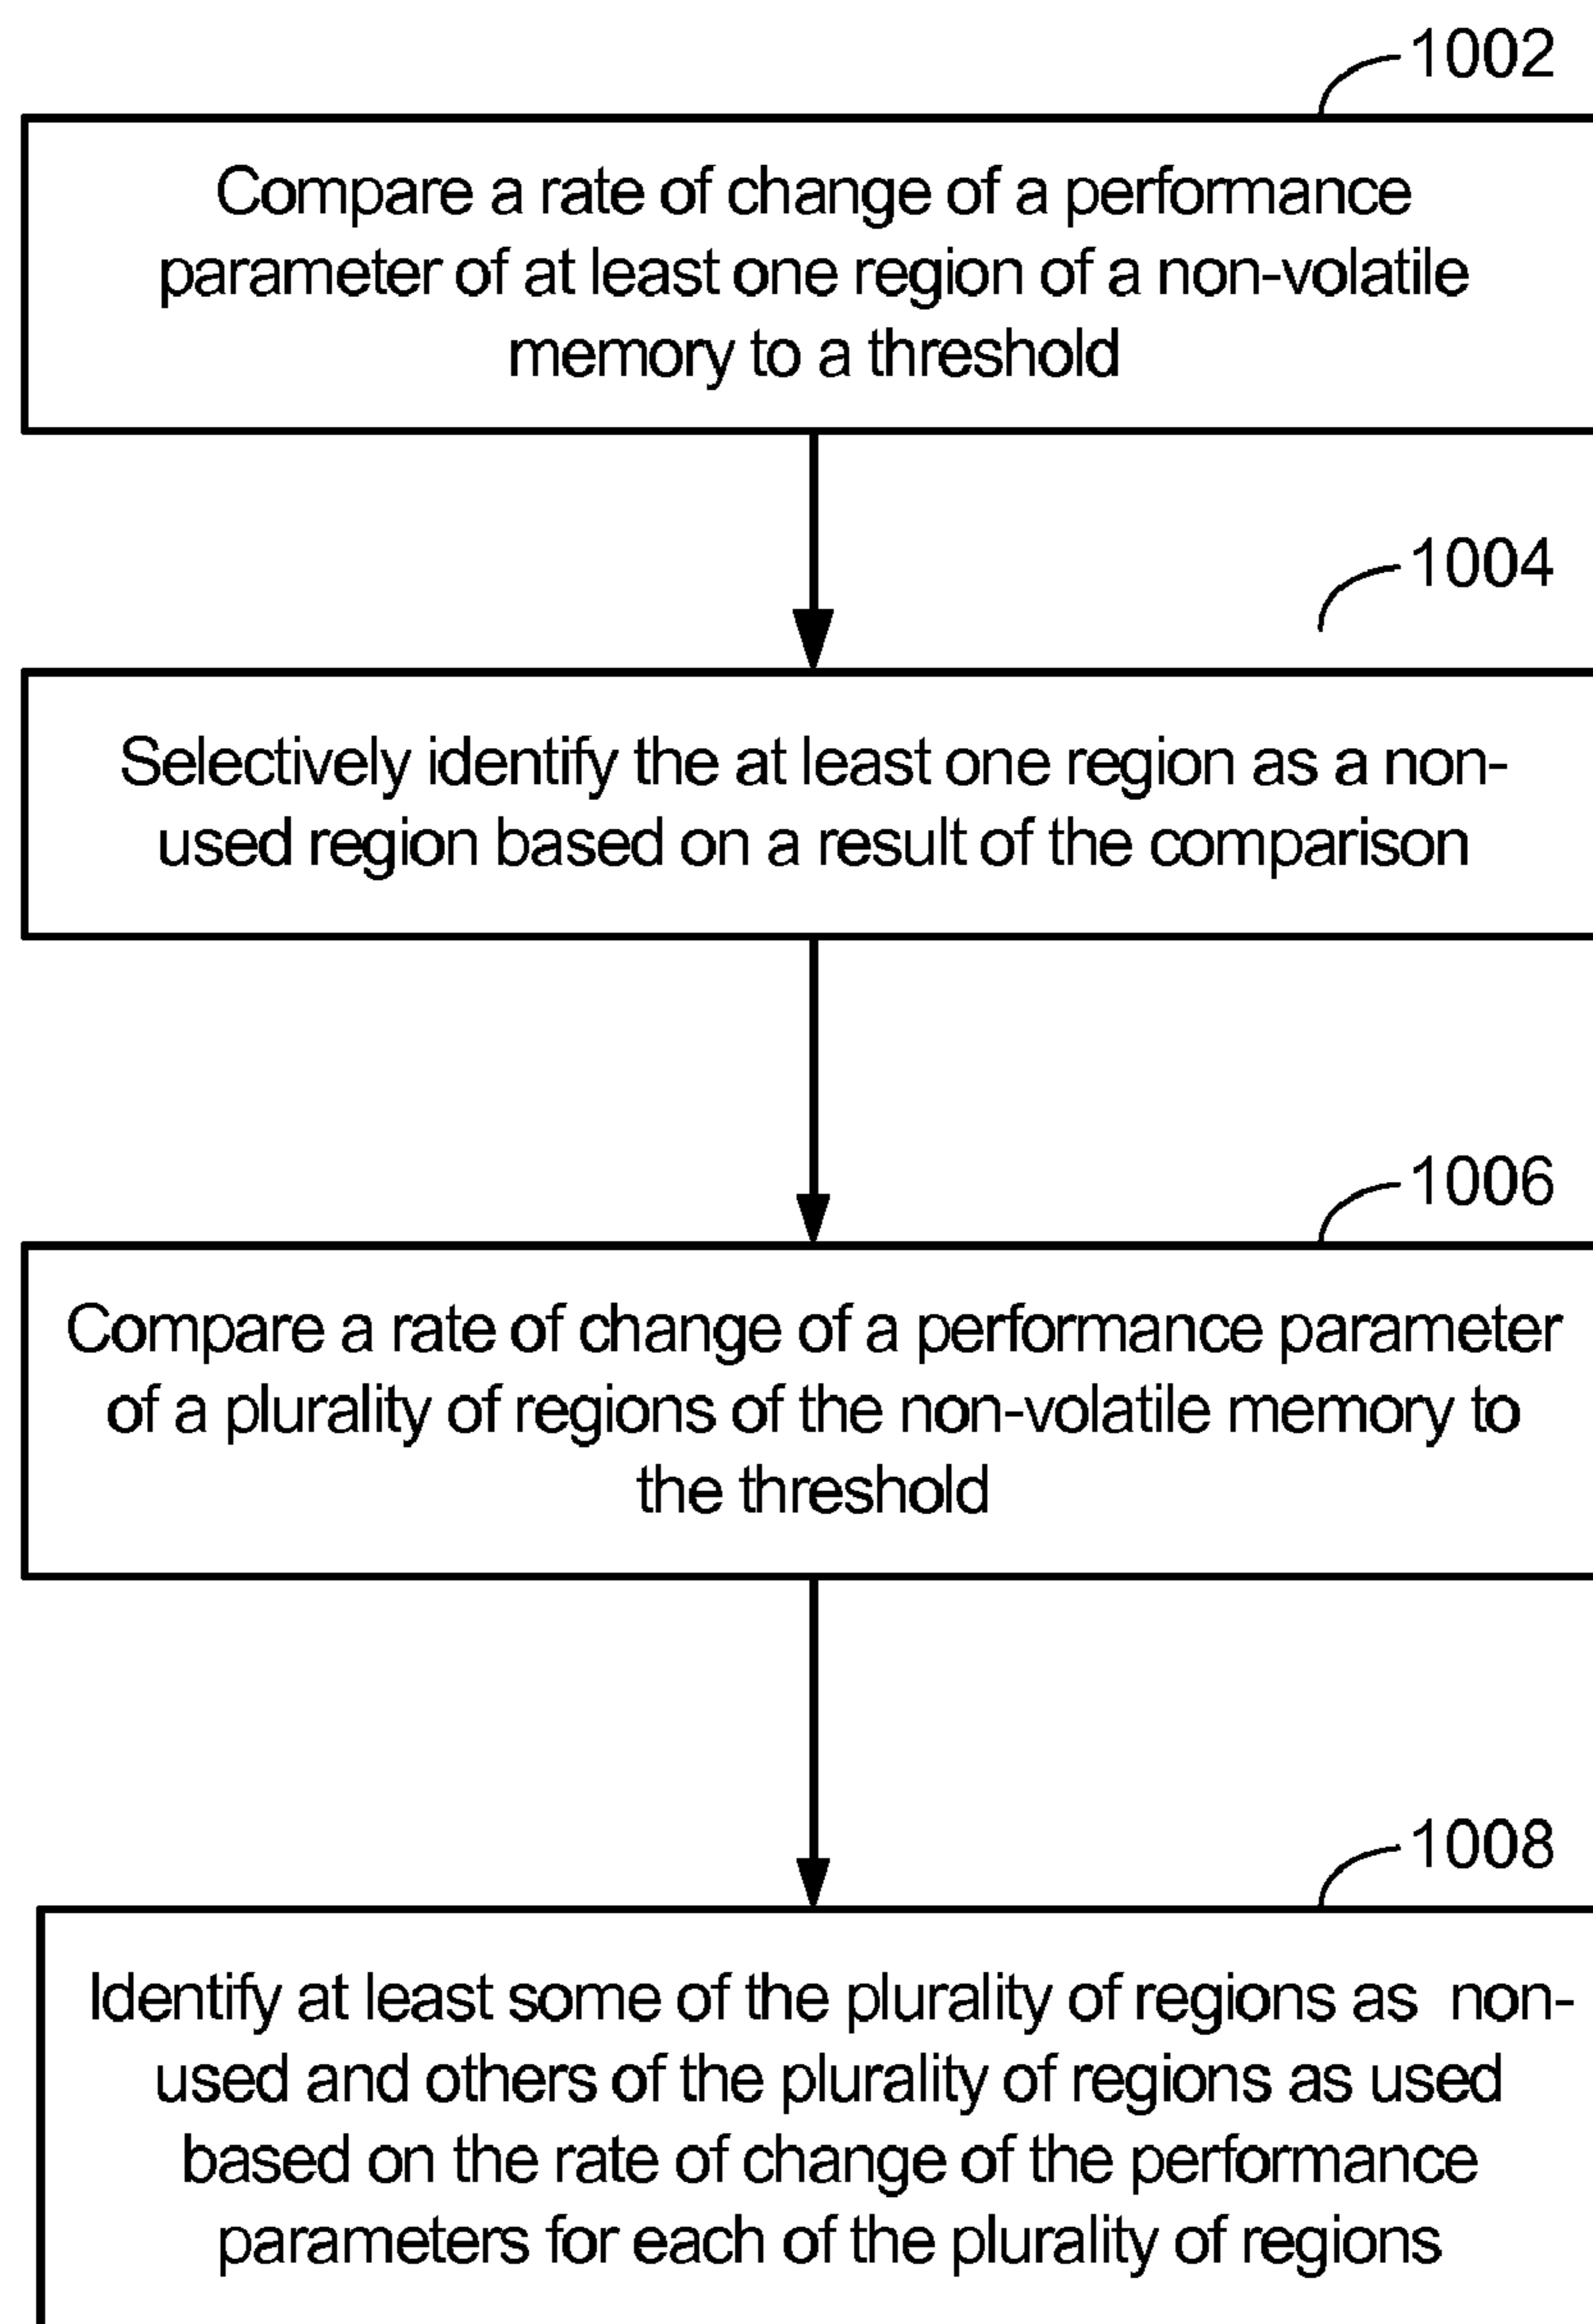 1002
Compare a rate of change of a performance
parameter of at least one region of a non-volatile
memory to a threshold
1004
Selectively identify the at least one region as a non-
used region based on a result of the comparison
1006
Compare a rate of change of a performance parameter
of a plurality of regions of the non-volatile memory to
the threshold
1008
Identify at least some of the plurality of regions as  non-
used and others of the plurality of regions as used
based on the rate of change of the performance
parameters for each of the plurality of regions